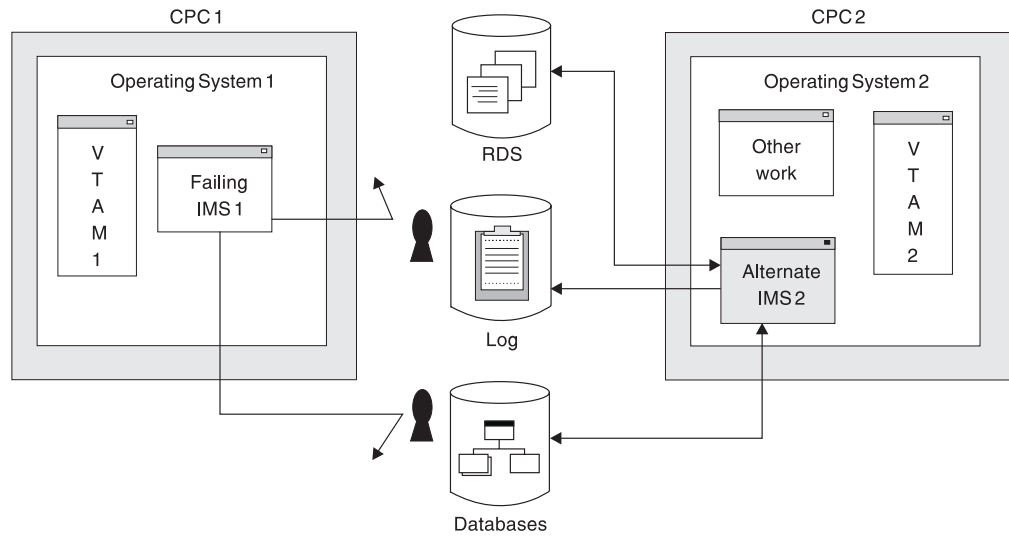 CPC 1
CPC 2
Operating System 1
V
T
A
M
1
Failing
IMS 1
RDS
Log
Databases
Operating System 2
Other
work
V
T
A
M
2
Alternate
IMS 2